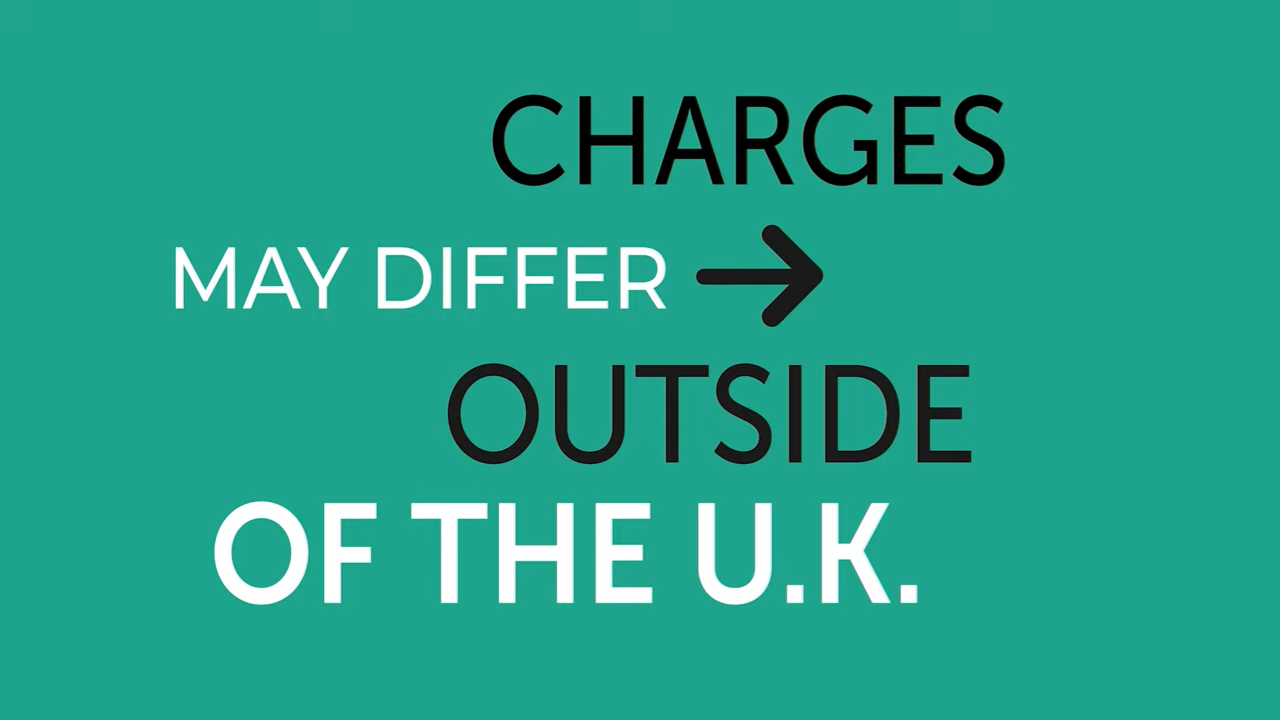 CHARGES
MAY DIFFER
OUTSIDE
OF THE U.K.